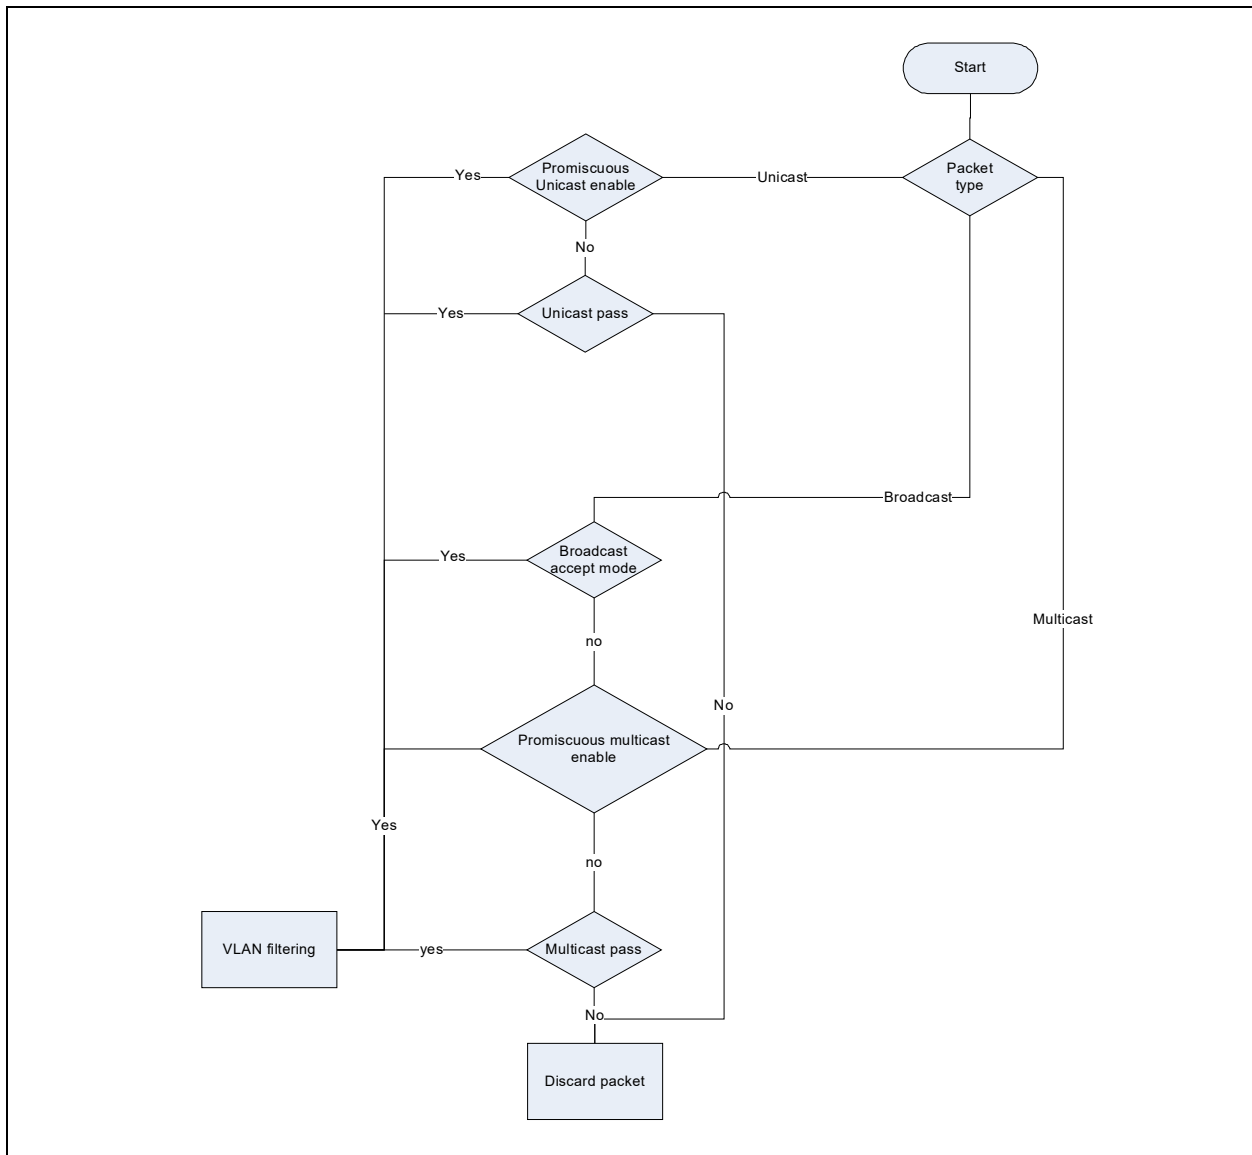 Start
Packet
type
Unicast
Promiscuous
Unicast enable
Yes
No
Unicast pass
Yes
Broadcast
Broadcast
accept mode
Yes
no
Multicast
No
Promiscuous multicast
enable
Yes
no
Multicast pass
yes
VLAN filtering
No
Discard packet